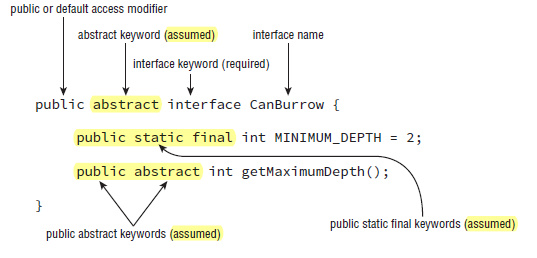 public or default access modifier
abstract keyword (assumed) interface name
interface keyword (required)
public abstract interface CanBurrow {
public static final int MINIMUM_DEPTH = 2;
public abstract int getMaximumDepth();
}
public abstract keywords (assumed)
public static final keywords (assumed)